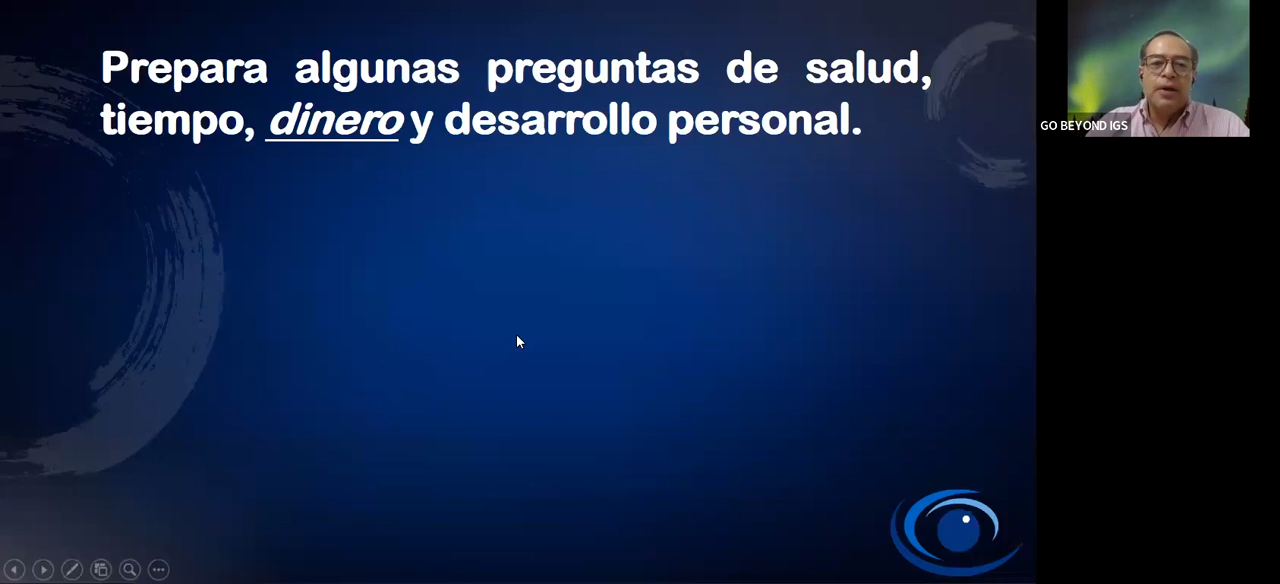 Prepara algunas preguntas de salud,
tiempo, dinero y desarrollo personal.
GO BEYOND IGS